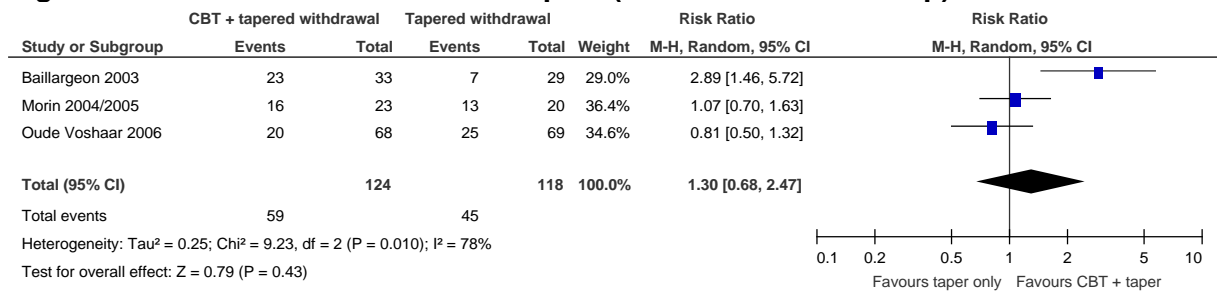 CBT + tapered withdrawal Tapered withdrawal Risk Ratio Risk Ratio
Study or Subgroup Events Total Events Total Weight M-H, Random, 95% CI M-H, Random, 95% CI
Baillargeon 2003 23 33 7 29 29.0% 2.89 [1.46, 5.72]
Morin 2004/2005 16 23 13 20 36.4% 1.07 [0.70, 1.63]
Oude Voshaar 2006 20 68 25 69 34.6% 0.81 [0.50, 1.32]
Total (95% CI) 124 118 100.0% 1.30 [0.68, 2.47]
Total events 59 45
Heterogeneity: Tau² = 0.25; Chi² = 9.23, df = 2 (P = 0.010); I² = 78%
Test for overall effect: Z = 0.79 (P = 0.43)
0.1 0.2 0.5 1 2 5 10
Favours taper only Favours CBT + taper